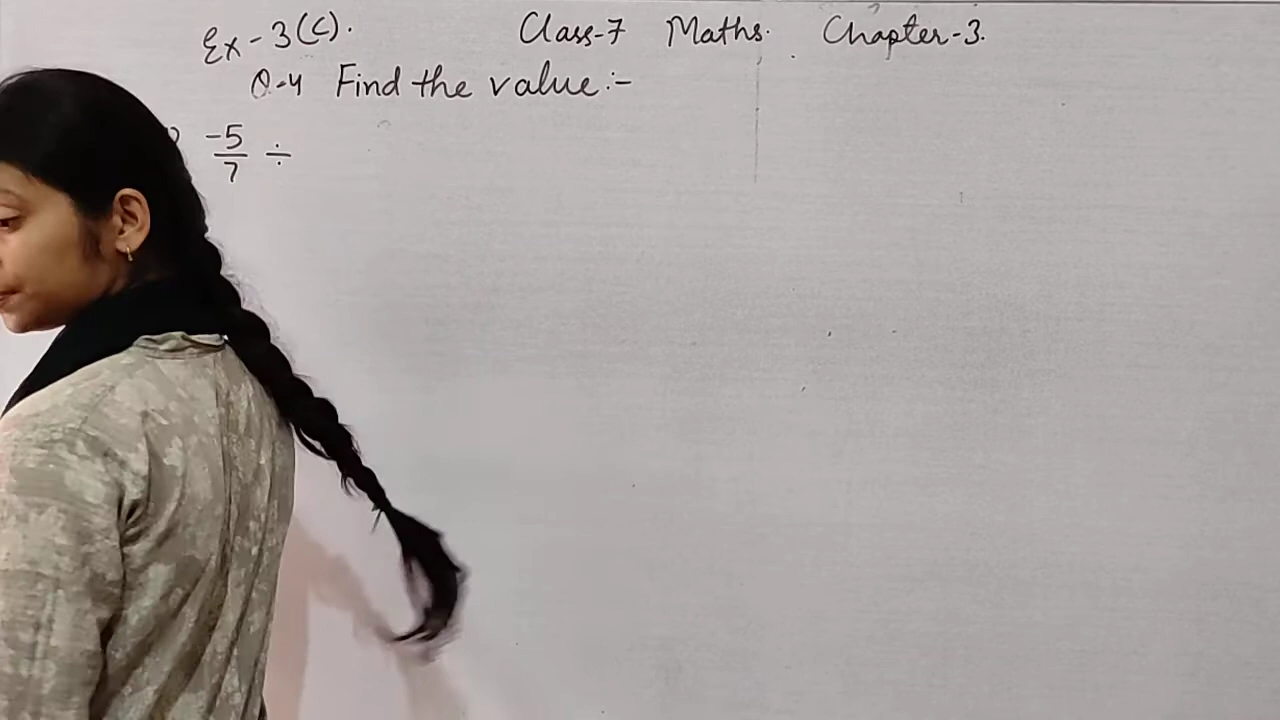 Ex-3(C). Class-7 Maths. Chapter-3.
Q.4 Find the value:-
-5/7 ÷